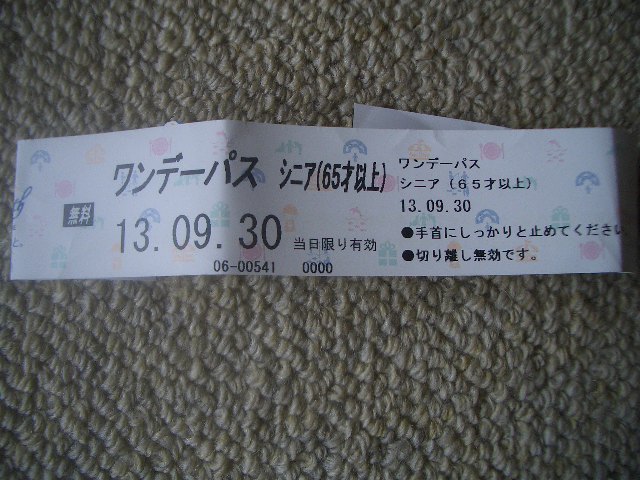 ワンデーパス シニア(65才以上)
無料
13.09.30 当日限り有効
06-00541 0000
ワンデーパス
シニア(65才以上)
13.09.30
●手首にしっかりと止めてください
●切り離し無効です。